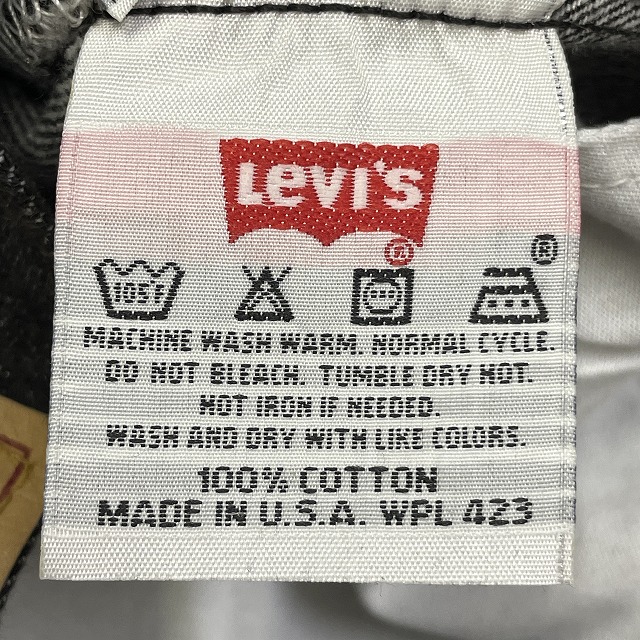 Levi's ®
®
105F
MACHINE WASH WARM. NORMAL CYCLE.
DO NOT BLEACH. TUMBLE DRY HOT.
HOT IRON IF NEEDED.
WASH AND DRY WITH LIKE COLORS.
100% COTTON
MADE IN U.S.A. WPL 423